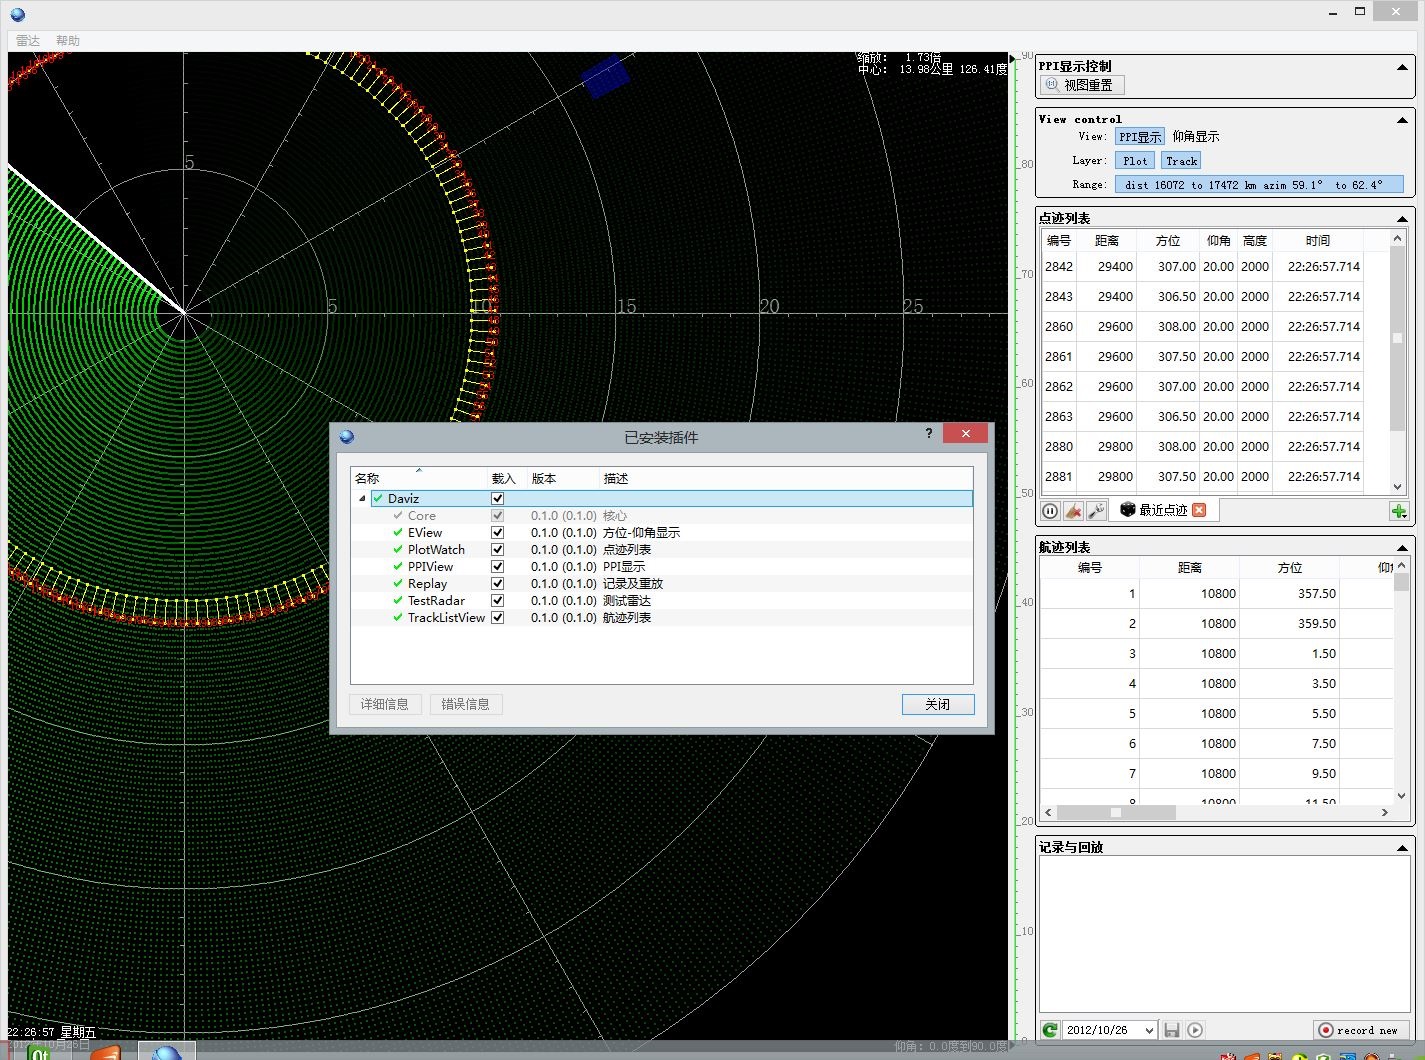 雷达 帮助
缩放: 1.73倍
中心: 13.98公里 126.41度
5
5 10 15 20 25
90
80
70
60
50
40
30
20
10
0
PPI显示控制
视图重置
View control
View: PPI显示 仰角显示
Layer: Plot Track
Range: dist 16072 to 17472 km azim 59.1° to 62.4°
点迹列表
编号 距离 方位 仰角 高度 时间
2842 29400 307.00 20.00 2000 22:26:57.714
2843 29400 306.50 20.00 2000 22:26:57.714
2860 29600 308.00 20.00 2000 22:26:57.714
2861 29600 307.50 20.00 2000 22:26:57.714
2862 29600 307.00 20.00 2000 22:26:57.714
2863 29600 306.50 20.00 2000 22:26:57.714
2880 29800 308.00 20.00 2000 22:26:57.714
2881 29800 307.50 20.00 2000 22:26:57.714
最近点迹
航迹列表
编号 距离 方位
1 10800 357.50
2 10800 359.50
3 10800 1.50
4 10800 3.50
5 10800 5.50
6 10800 7.50
7 10800 9.50
8 10800 11.50
记录与回放
2012/10/26
record new
已安装插件
?
名称 载入 版本 描述
Daviz
Core 0.1.0 (0.1.0) 核心
EView 0.1.0 (0.1.0) 方位-仰角显示
PlotWatch 0.1.0 (0.1.0) 点迹列表
PPIView 0.1.0 (0.1.0) PPI显示
Replay 0.1.0 (0.1.0) 记录及重放
TestRadar 0.1.0 (0.1.0) 测试雷达
TrackListView 0.1.0 (0.1.0) 航迹列表
详细信息 错误信息 关闭
22:26:57 星期五
2012年10月26日
仰角: 0.0度到90.0度
Qt